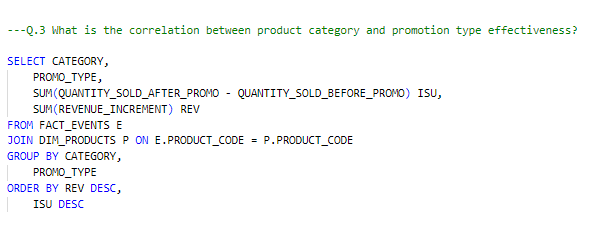 ---Q.3 What is the correlation between product category and promotion type effectiveness?
SELECT CATEGORY,
PROMO_TYPE,
SUM(QUANTITY_SOLD_AFTER_PROMO - QUANTITY_SOLD_BEFORE_PROMO) ISU,
SUM(REVENUE_INCREMENT) REV
FROM FACT_EVENTS E
JOIN DIM_PRODUCTS P ON E.PRODUCT_CODE = P.PRODUCT_CODE
GROUP BY CATEGORY,
PROMO_TYPE
ORDER BY REV DESC,
ISU DESC